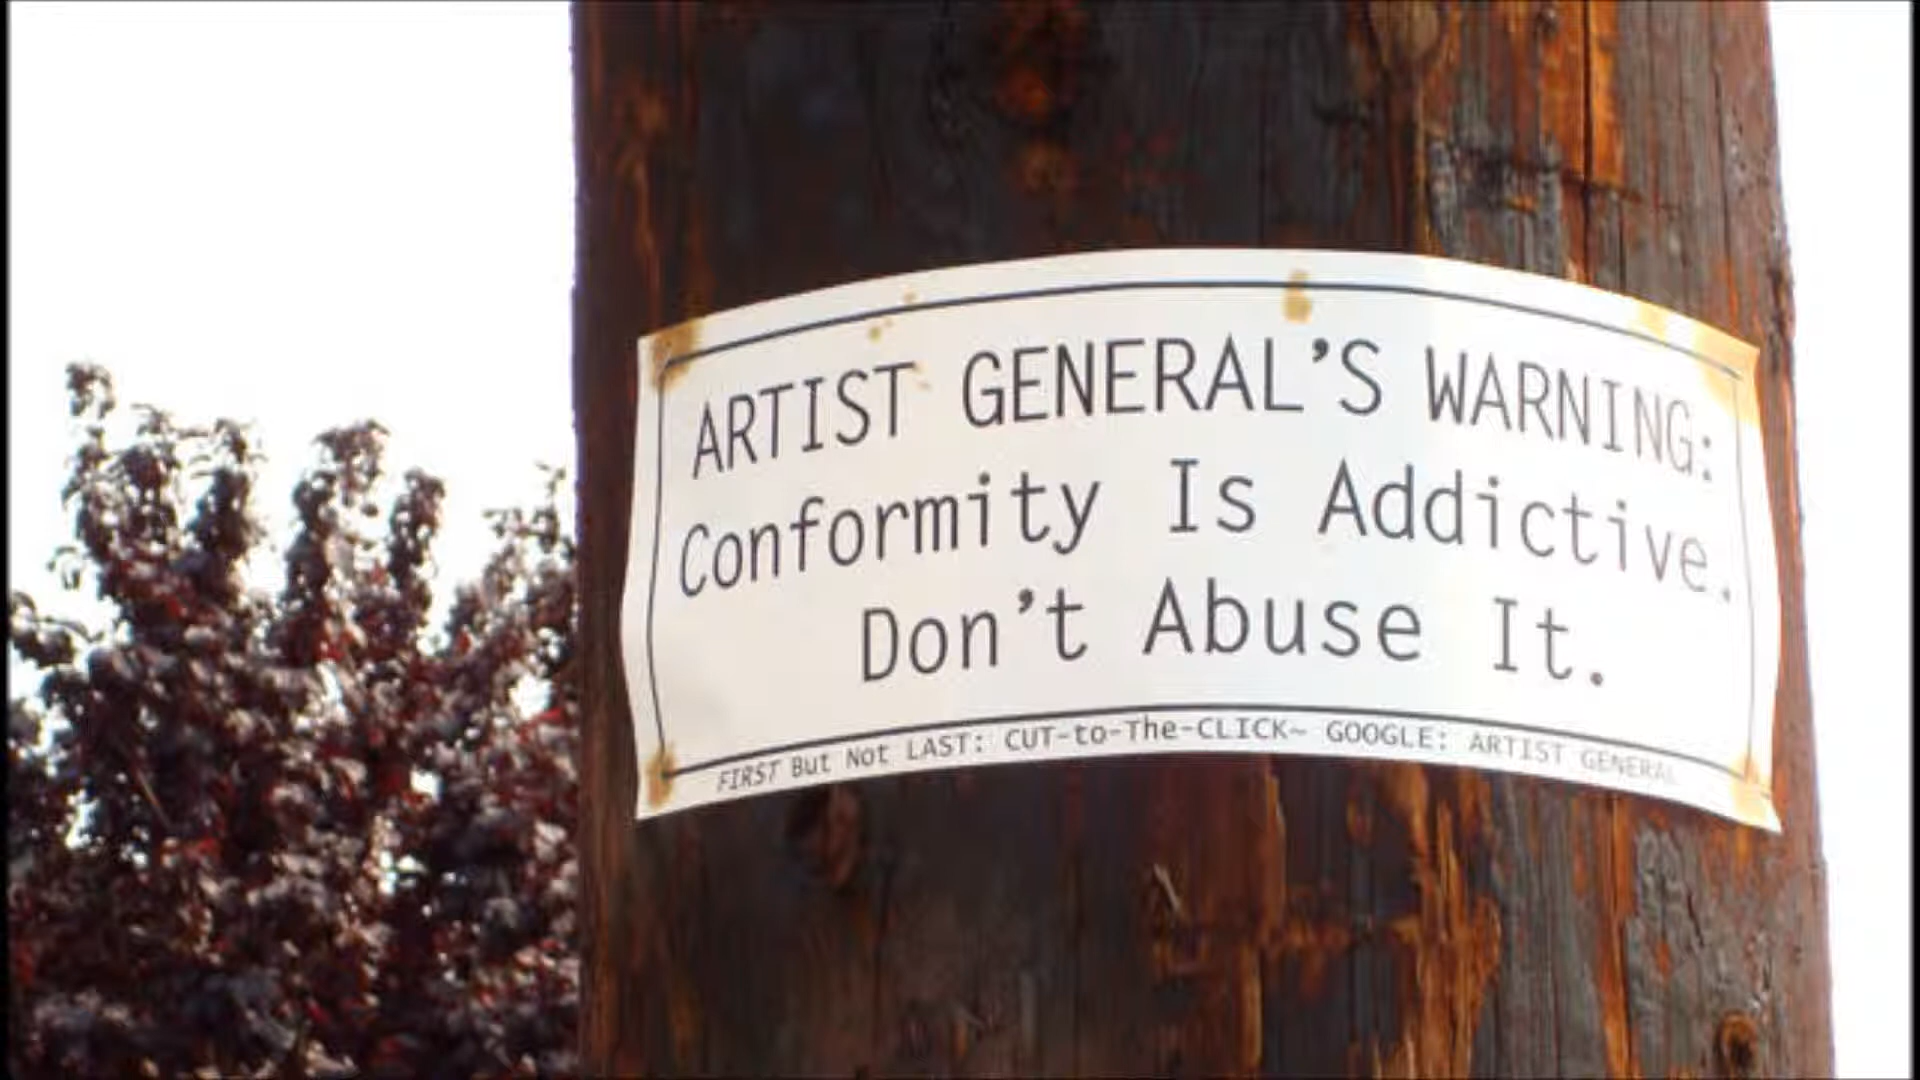 ARTIST GENERAL'S WARNING:
Conformity Is Addictive.
Don't Abuse It.
FIRST But Not LAST: CUT-to-The-CLICK~ GOOGLE: ARTIST GENERAL